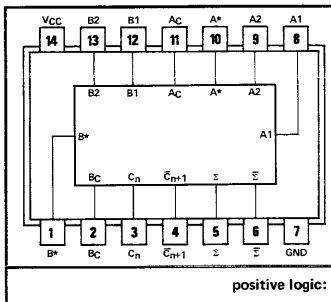 VCC B2 B1 AC A* A2 A1
14 13 12 11 10 9 8
B2 B1 AC A* A2
B* A1
BC Cn C̅n+1 Σ Σ̅
1 2 3 4 5 6 7
B* BC Cn C̅n+1 Σ Σ̅ GND
positive logic: